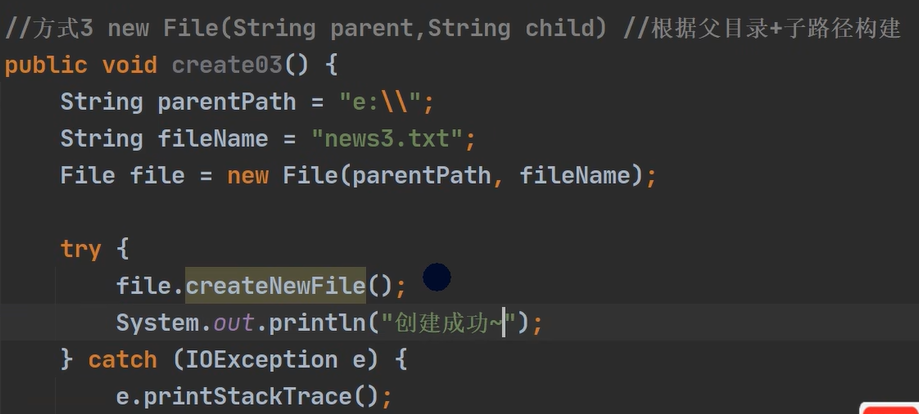 //方式3 new File(String parent,String child) //根据父目录+子路径构建
public void create03() {
    String parentPath = "e:\\";
    String fileName = "news3.txt";
    File file = new File(parentPath, fileName);
    try {
        file.createNewFile();
        System.out.println("创建成功~");
    } catch (IOException e) {
        e.printStackTrace();